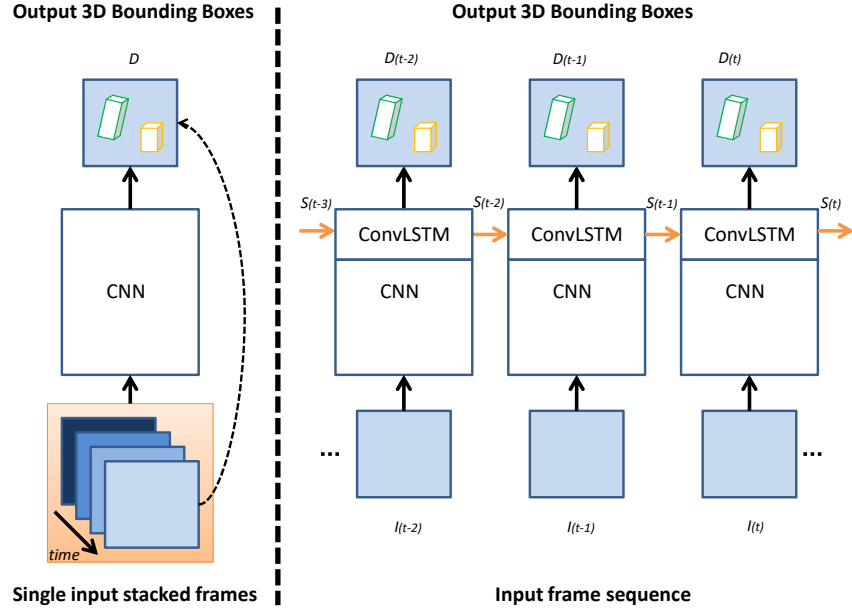 Output 3D Bounding Boxes
Output 3D Bounding Boxes
D
D(t-2)
D(t-1)
D(t)
S(t-3)
S(t-2)
S(t-1)
S(t)
ConvLSTM
ConvLSTM
ConvLSTM
CNN
CNN
CNN
CNN
...
...
time
I(t-2)
I(t-1)
I(t)
Single input stacked frames
Input frame sequence